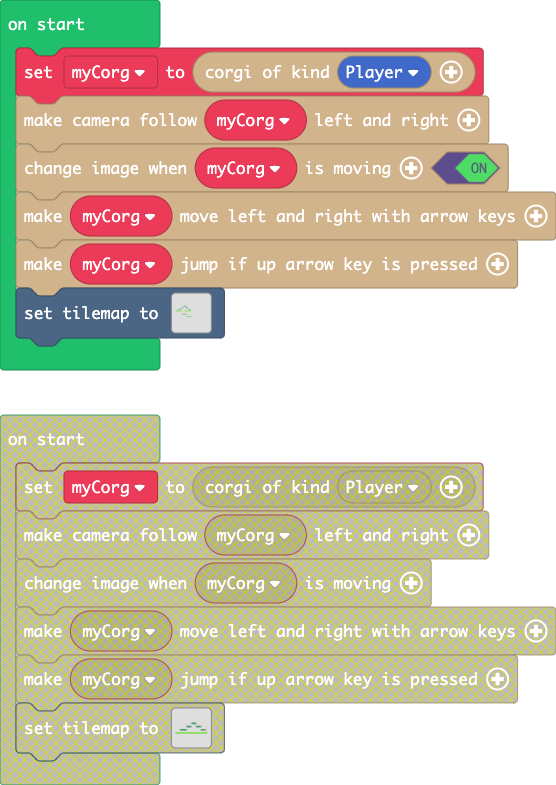 on start
set myCorg to corgi of kind Player
make camera follow myCorg left and right
change image when myCorg is moving ON
make myCorg move left and right with arrow keys
make myCorg jump if up arrow key is pressed
set tilemap to
on start
set myCorg to corgi of kind Player
make camera follow myCorg left and right
change image when myCorg is moving
make myCorg move left and right with arrow keys
make myCorg jump if up arrow key is pressed
set tilemap to